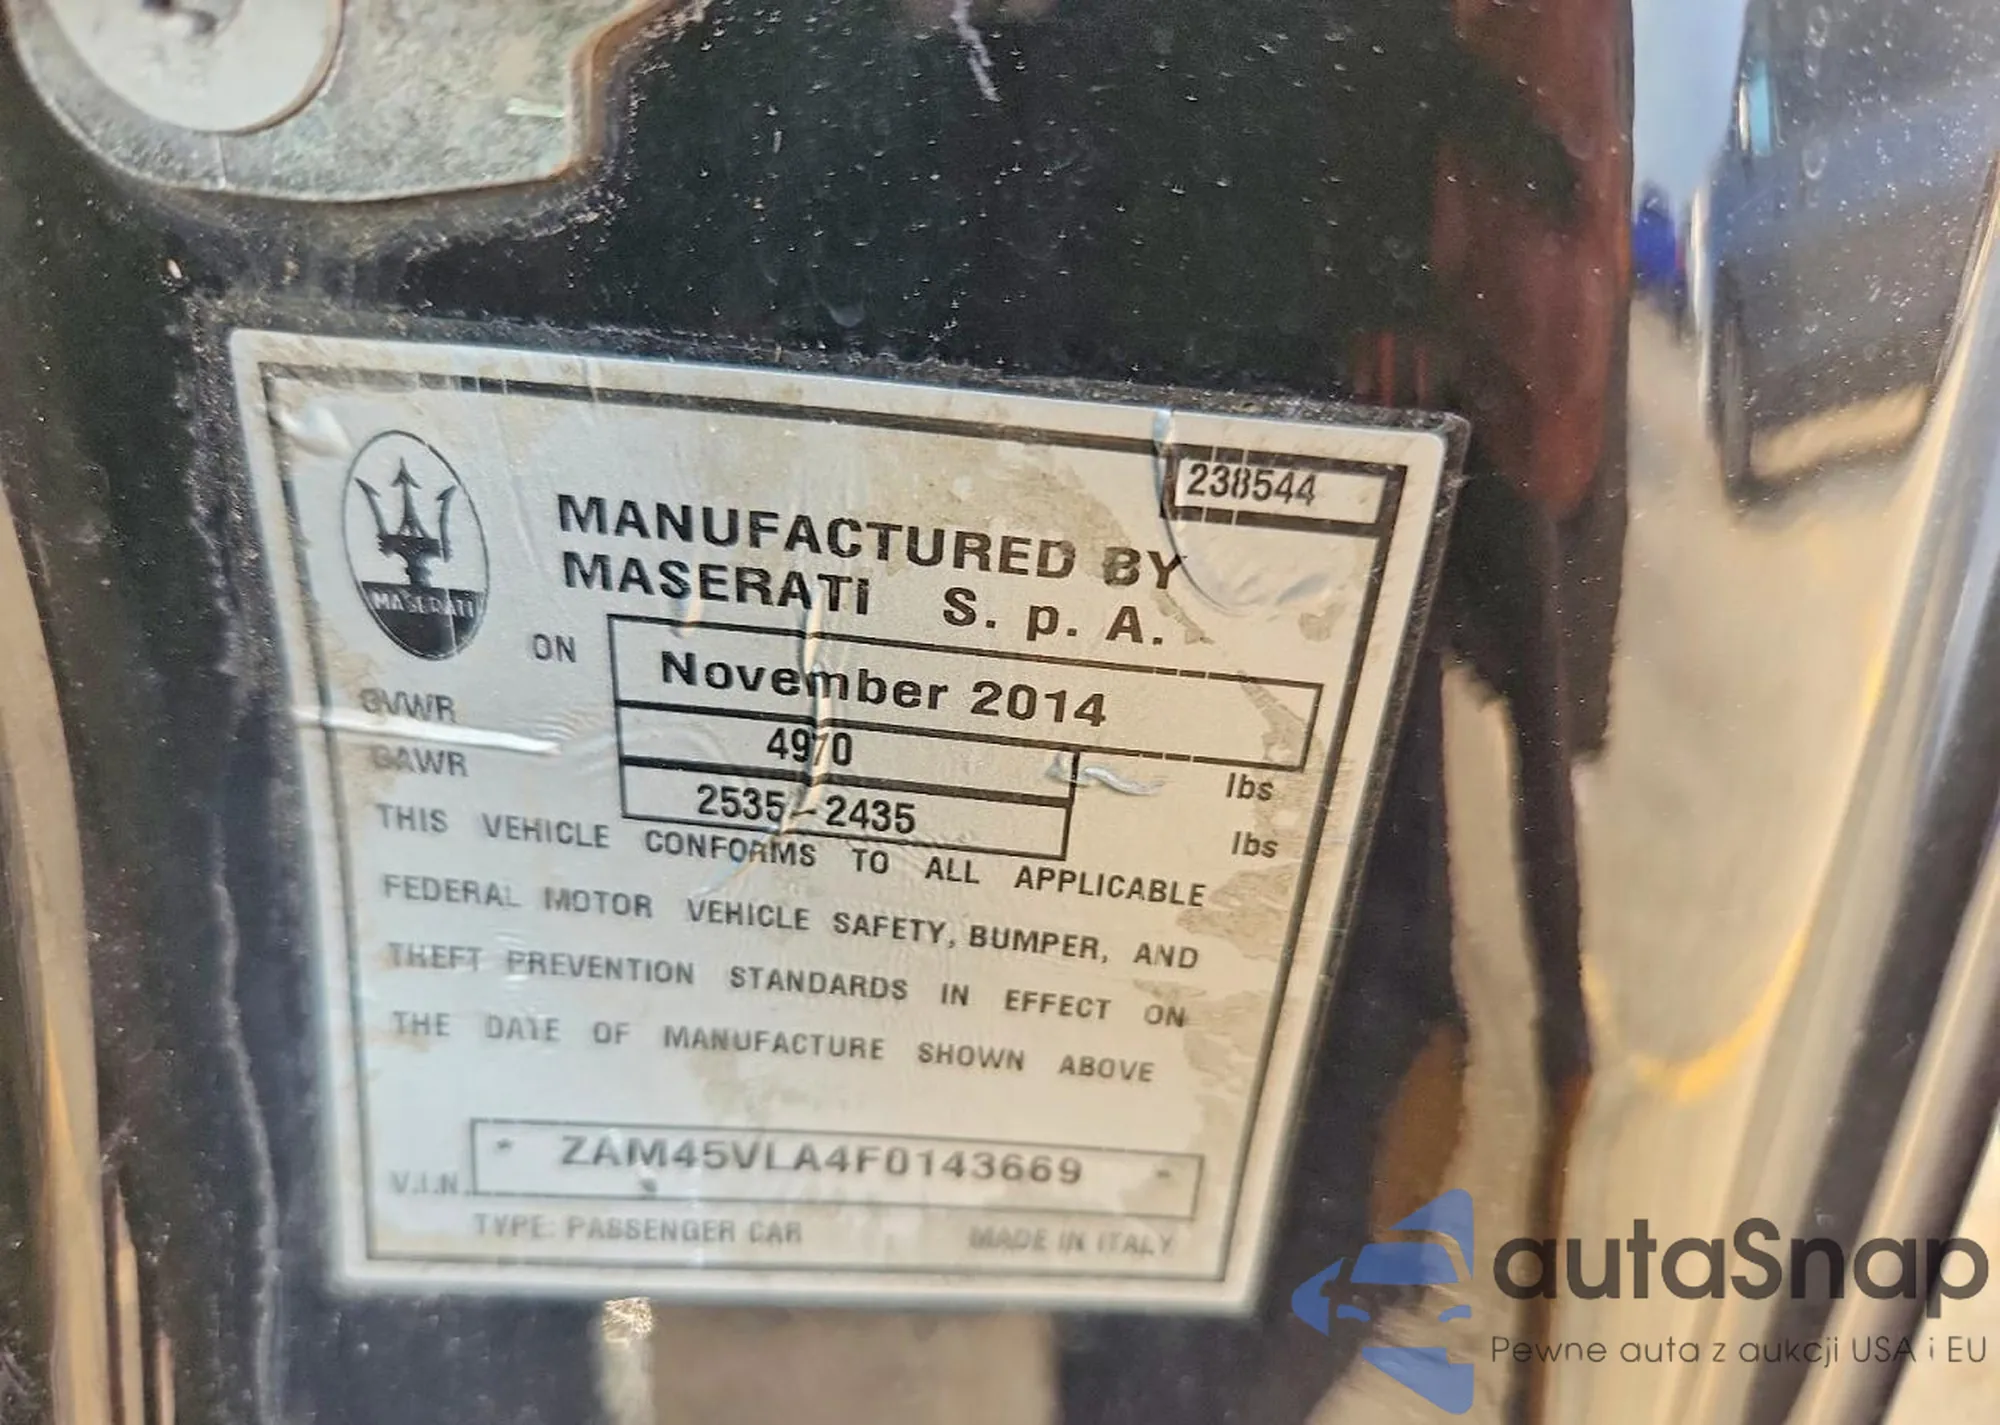 238544
MANUFACTURED BY
MASERATi S. p. A.
MASERATI
ON November 2014
GVWR 4970 lbs
GAWR 2535-2435 lbs
THIS VEHICLE CONFORMS TO ALL APPLICABLE
FEDERAL MOTOR VEHICLE SAFETY, BUMPER, AND
THEFT PREVENTION STANDARDS IN EFFECT ON
THE DATE OF MANUFACTURE SHOWN ABOVE
V.I.N. * ZAM45VLA4F0143669 *
TYPE: PASSENGER CAR MADE IN ITALY
autaSnap
Pewne auta z aukcji USA i EU